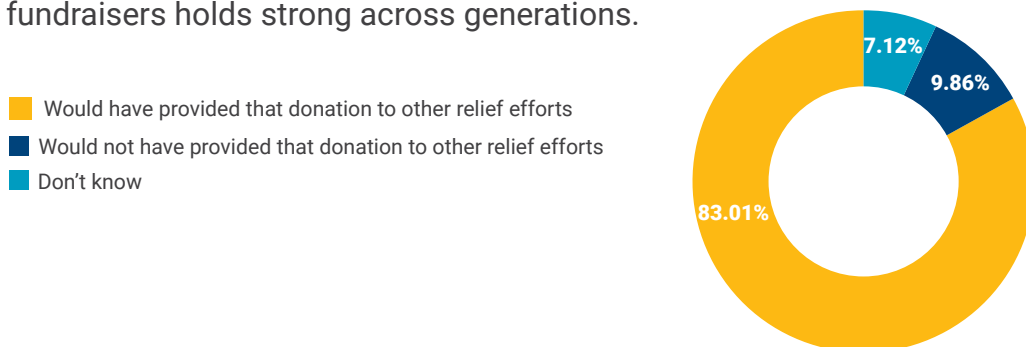 fundraisers holds strong across generations.
7.12%
9.86%
Would have provided that donation to other relief efforts
Would not have provided that donation to other relief efforts
Don’t know
83.01%